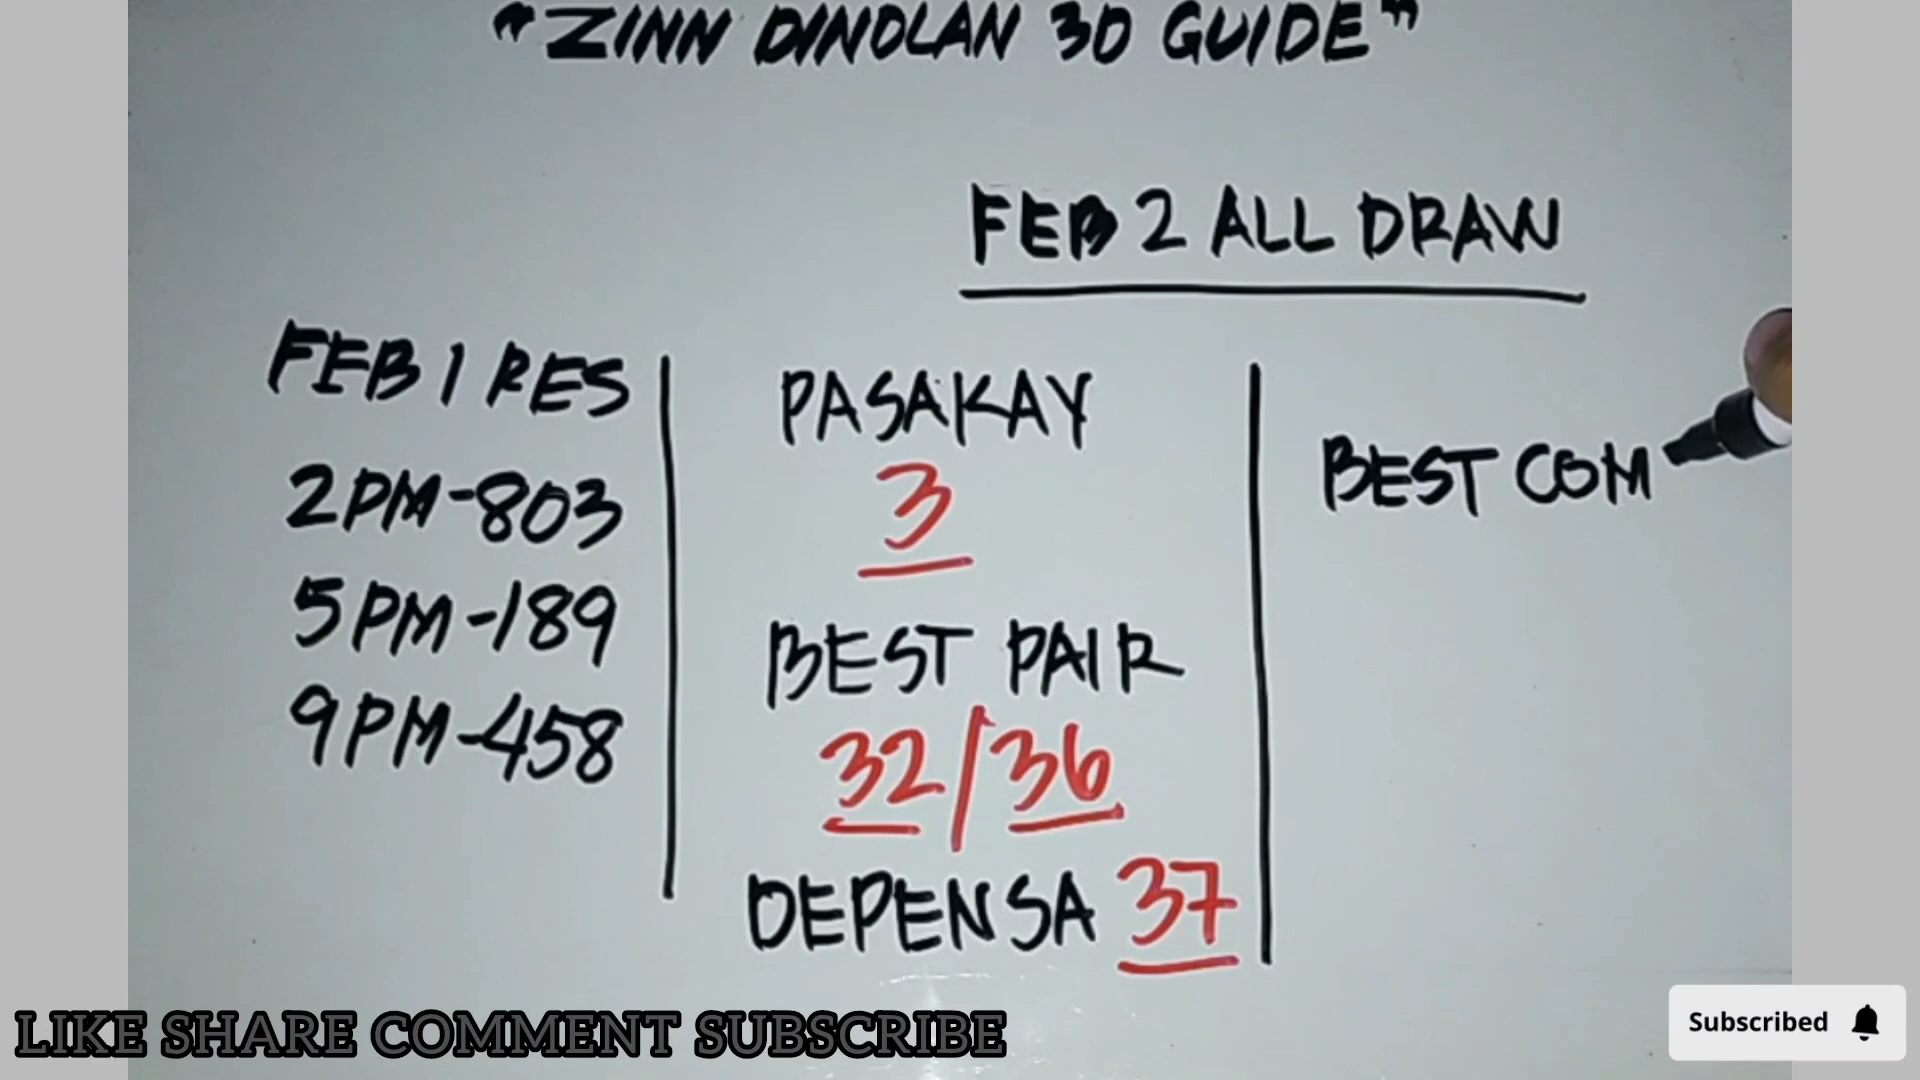 "ZINN DINOLAN 3D GUIDE"
FEB 2 ALL DRAW
FEB 1 RES
2PM-803
5PM-189
9PM-458
PASAKAY
3
BEST PAIR
32/36
DEPENSA 37
BEST COM
LIKE SHARE COMMENT SUBSCRIBE
Subscribed